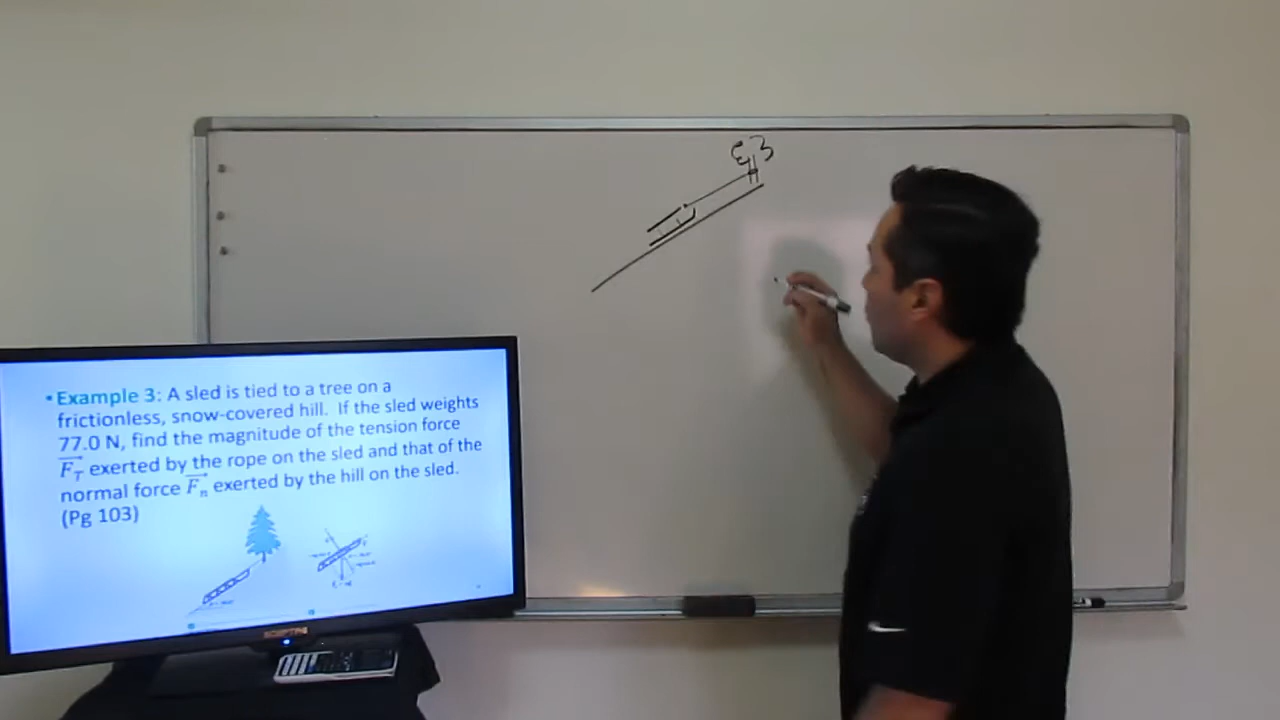 • Example 3: A sled is tied to a tree on a
frictionless, snow-covered hill. If the sled weights
77.0 N, find the magnitude of the tension force
F_T exerted by the rope on the sled and that of the
normal force F_n exerted by the hill on the sled.
(Pg 103)
SCEPTRE